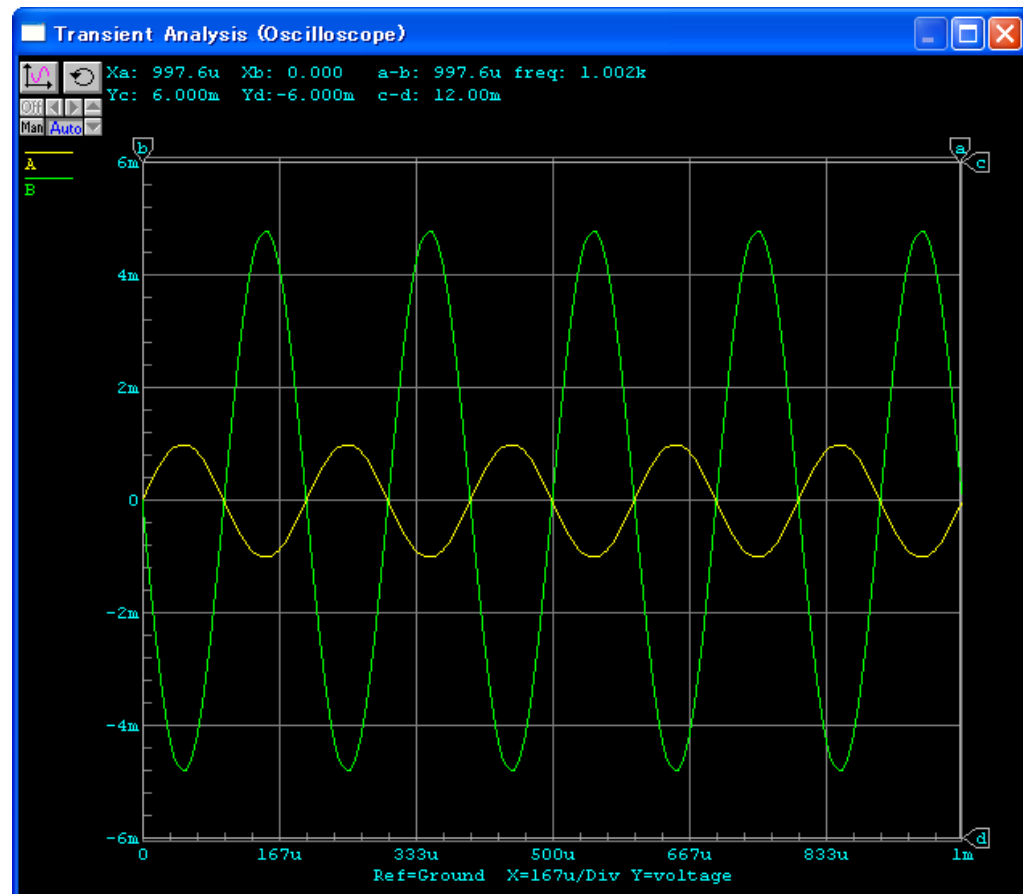 Transient Analysis (Oscilloscope)
Xa: 997.6u Xb: 0.000 a-b: 997.6u freq: 1.002k
Yc: 6.000m Yd:-6.000m c-d: 12.00m
Off
Man Auto
A
B
b
a
c
6m
4m
2m
0
-2m
-4m
-6m
d
0 167u 333u 500u 667u 833u 1m
Ref=Ground X=167u/Div Y=voltage